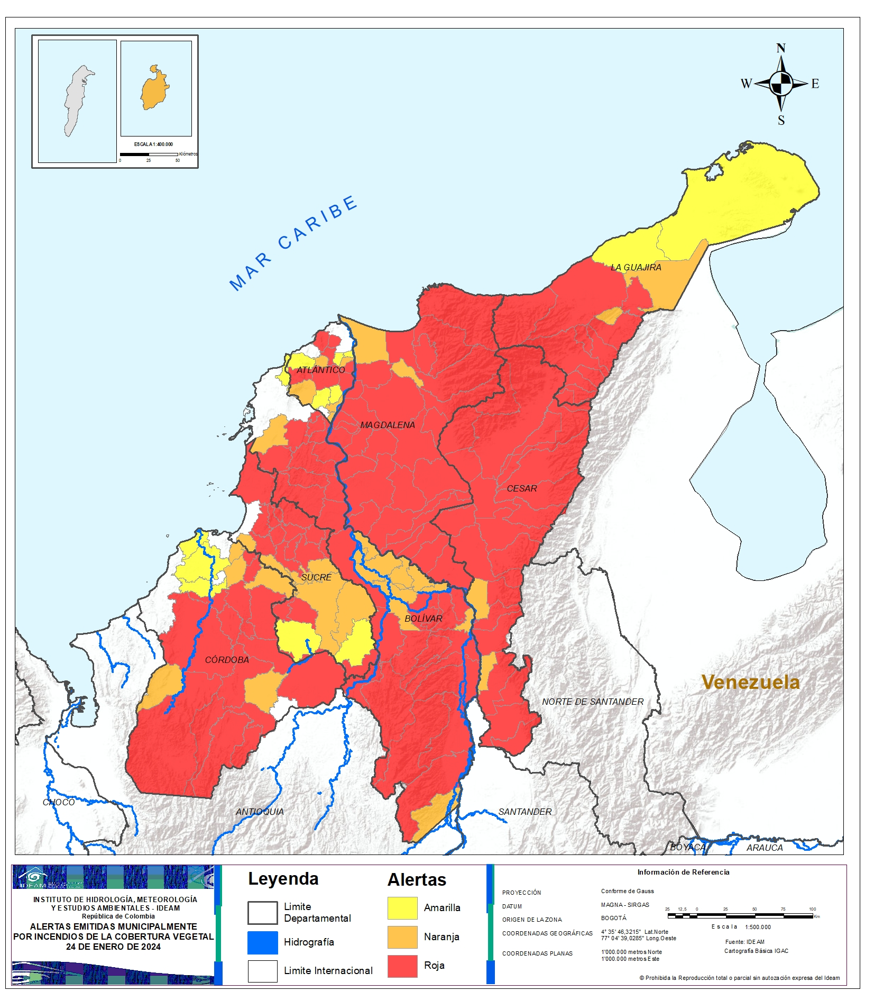 N
W
E
S
ESCALA 1:400.000
Kilómetros
0 25 50
MAR CARIBE
LA GUAJIRA
ATLÁNTICO
MAGDALENA
CESAR
SUCRE
BOLÍVAR
CÓRDOBA
Venezuela
NORTE DE SANTANDER
CHOCÓ
ANTIOQUIA
SANTANDER
BOYACÁ
ARAUCA
IDEAM
INSTITUTO DE HIDROLOGÍA, METEOROLOGÍA
Y ESTUDIOS AMBIENTALES - IDEAM
República de Colombia
ALERTAS EMITIDAS MUNICIPALMENTE
POR INCENDIOS DE LA COBERTURA VEGETAL
24 DE ENERO DE 2024
Leyenda
Limite
Departamental
Hidrografía
Limite Internacional
Alertas
Amarilla
Naranja
Roja
Información de Referencia
PROYECCIÓN Conforme de Gauss
DATUM MAGNA - SIRGAS
ORIGEN DE LA ZONA BOGOTÁ
COORDENADAS GEOGRÁFICAS 4° 35' 46,3215" Lat.Norte
77° 04' 39,0285" Long.Oeste
COORDENADAS PLANAS 1'000.000 metros Norte
1'000.000 metros Este
25 12,5 0 25 50 75 100
Km
Escala 1:500.000
Fuente: IDEAM
Cartografía Básica IGAC
© Prohibida la Reproducción total o parcial sin autozación expresa del Ideam